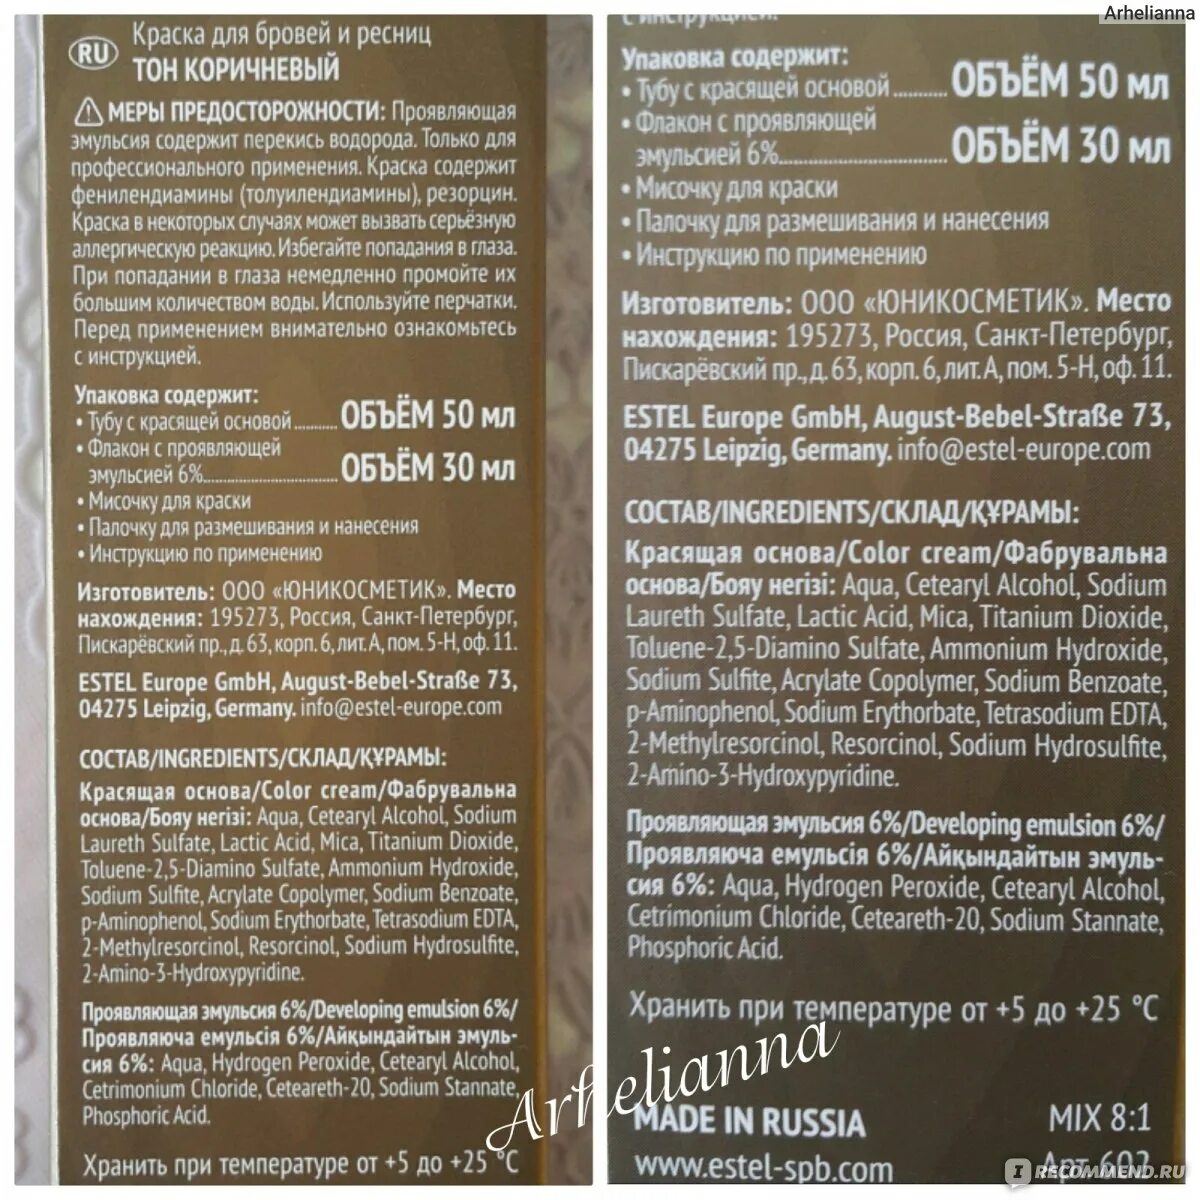 Arhelianna
RU
Краска для бровей и ресниц
ТОН КОРИЧНЕВЫЙ
МЕРЫ ПРЕДОСТОРОЖНОСТИ: Проявляющая
эмульсия содержит перекись водорода. Только для
профессионального применения. Краска содержит
фенилендиамины (толуилендиамины), резорцин.
Краска в некоторых случаях может вызвать серьёзную
аллергическую реакцию. Избегайте попадания в глаза.
При попадании в глаза немедленно промойте их
большим количеством воды. Используйте перчатки.
Перед применением внимательно ознакомьтесь
с инструкцией.
Упаковка содержит:
• Тубу с красящей основой ........... ОБЪЁМ 50 мл
• Флакон с проявляющей
эмульсией 6%................................ ОБЪЁМ 30 мл
• Мисочку для краски
• Палочку для размешивания и нанесения
• Инструкцию по применению
Изготовитель: ООО «ЮНИКОСМЕТИК». Место
нахождения: 195273, Россия, Санкт-Петербург,
Пискарёвский пр., д. 63, корп. 6, лит. А, пом. 5-Н, оф. 11.
ESTEL Europe GmbH, August-Bebel-Straße 73,
04275 Leipzig, Germany. info@estel-europe.com
СОСТАВ/INGREDIENTS/СКЛАД/ҚҰРАМЫ:
Красящая основа/Color cream/Фабрувальна
основа/Бояу негізі: Aqua, Cetearyl Alcohol, Sodium
Laureth Sulfate, Lactic Acid, Mica, Titanium Dioxide,
Toluene-2,5-Diamino Sulfate, Ammonium Hydroxide,
Sodium Sulfite, Acrylate Copolymer, Sodium Benzoate,
p-Aminophenol, Sodium Erythorbate, Tetrasodium EDTA,
2-Methylresorcinol, Resorcinol, Sodium Hydrosulfite,
2-Amino-3-Hydroxypyridine.
Проявляющая эмульсия 6%/Developing emulsion 6%/
Проявляюча емульсія 6%/Айқындайтын эмуль-
сия 6%: Aqua, Hydrogen Peroxide, Cetearyl Alcohol,
Cetrimonium Chloride, Ceteareth-20, Sodium Stannate,
Phosphoric Acid.
Хранить при температуре от +5 до +25 °C
с инструкцией.
Упаковка содержит:
• Тубу с красящей основой ........... ОБЪЁМ 50 мл
• Флакон с проявляющей
эмульсией 6%................................ ОБЪЁМ 30 мл
• Мисочку для краски
• Палочку для размешивания и нанесения
• Инструкцию по применению
Изготовитель: ООО «ЮНИКОСМЕТИК». Место
нахождения: 195273, Россия, Санкт-Петербург,
Пискарёвский пр., д. 63, корп. 6, лит. А, пом. 5-Н, оф. 11.
ESTEL Europe GmbH, August-Bebel-Straße 73,
04275 Leipzig, Germany. info@estel-europe.com
СОСТАВ/INGREDIENTS/СКЛАД/ҚҰРАМЫ:
Красящая основа/Color cream/Фабрувальна
основа/Бояу негізі: Aqua, Cetearyl Alcohol, Sodium
Laureth Sulfate, Lactic Acid, Mica, Titanium Dioxide,
Toluene-2,5-Diamino Sulfate, Ammonium Hydroxide,
Sodium Sulfite, Acrylate Copolymer, Sodium Benzoate,
p-Aminophenol, Sodium Erythorbate, Tetrasodium EDTA,
2-Methylresorcinol, Resorcinol, Sodium Hydrosulfite,
2-Amino-3-Hydroxypyridine.
Проявляющая эмульсия 6%/Developing emulsion 6%/
Проявляюча емульсія 6%/Айқындайтын эмуль-
сия 6%: Aqua, Hydrogen Peroxide, Cetearyl Alcohol,
Cetrimonium Chloride, Ceteareth-20, Sodium Stannate,
Phosphoric Acid.
Хранить при температуре от +5 до +25 °C
Arhelianna
MADE IN RUSSIA MIX 8:1
www.estel-spb.com Арт. 602
IRECOMMEND.RU